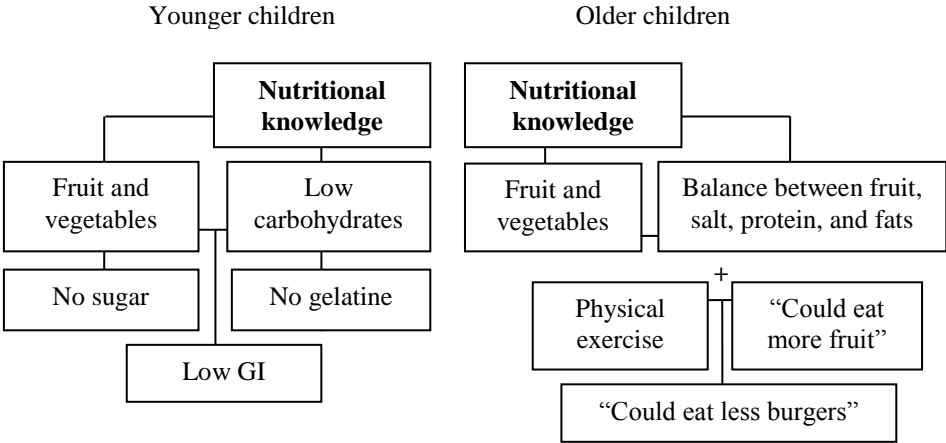 Younger children
Older children
Nutritional
knowledge
Fruit and
vegetables
Low
carbohydrates
No sugar
No gelatine
Low GI
Nutritional
knowledge
Fruit and
vegetables
Balance between fruit,
salt, protein, and fats
+
Physical
exercise
“Could eat
more fruit”
“Could eat less burgers”